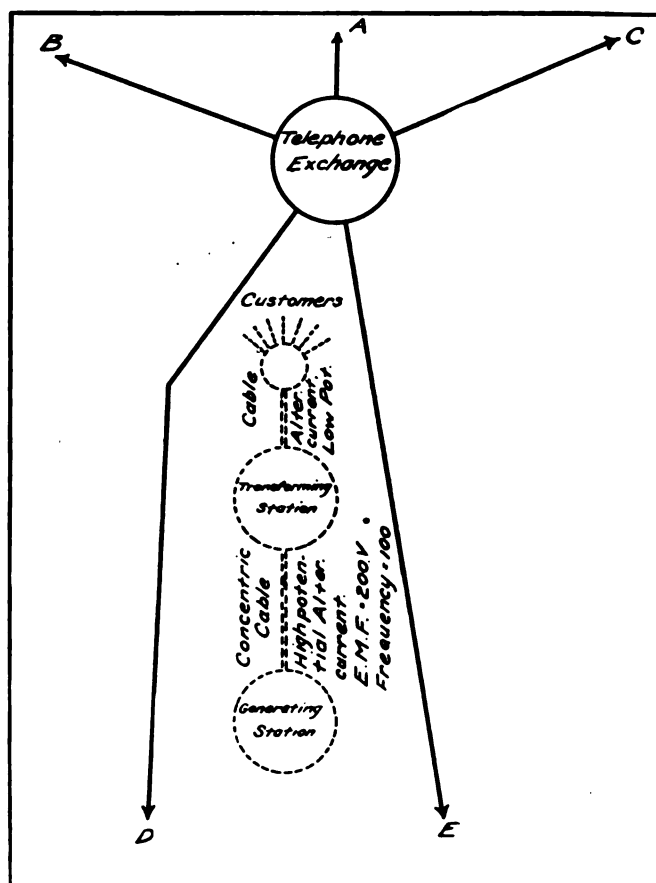 A
B
C
Telephone
Exchange
Customers
Cable
Alter.
current.
Low Pot.
Transforming
Station
Concentric
Cable
High poten-
tial Alter.
current.
E.M.F. = 200.V
Frequency = 100
Generating
Station
D
E